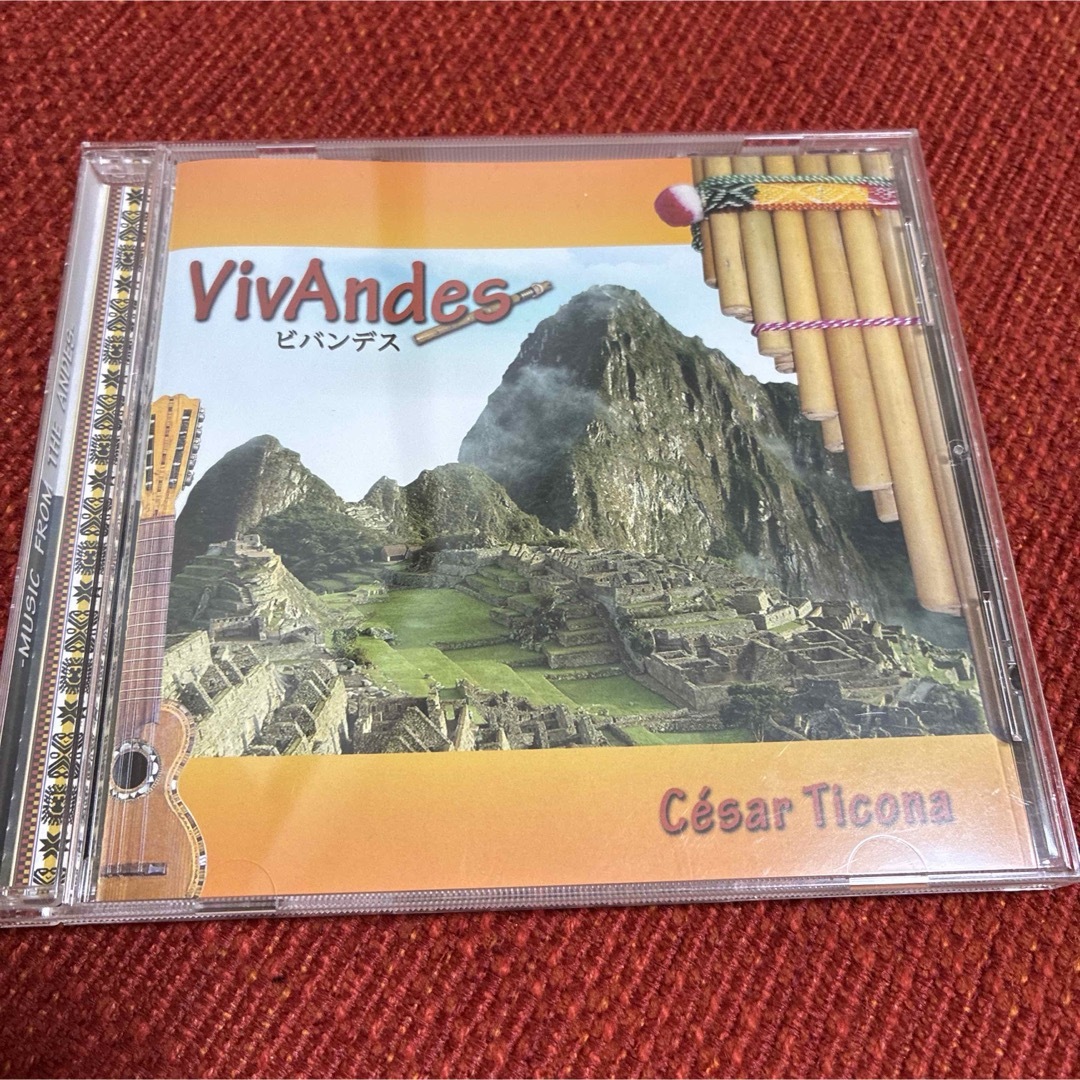 VivAndes
ビバンデス
César Ticona
-MUSIC FROM THE ANDES-